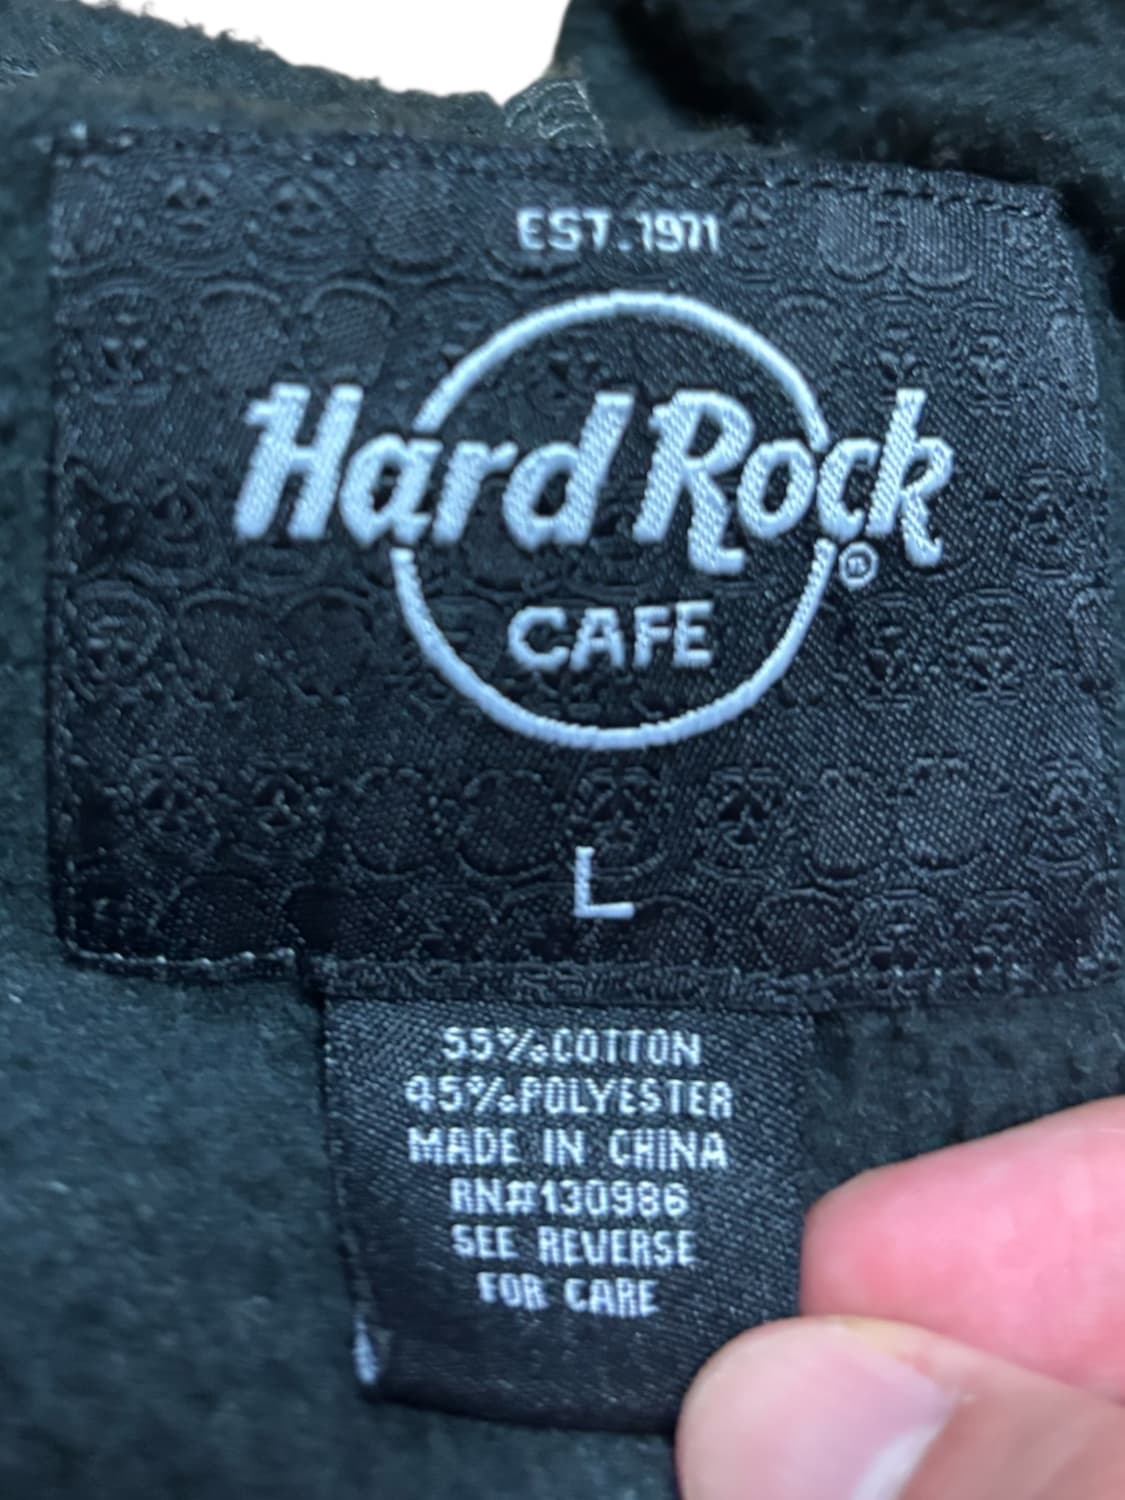 EST.1971
Hard Rock
®
CAFE
L
55%COTTON
45%POLYESTER
MADE IN CHINA
RN#130986
SEE REVERSE
FOR CARE